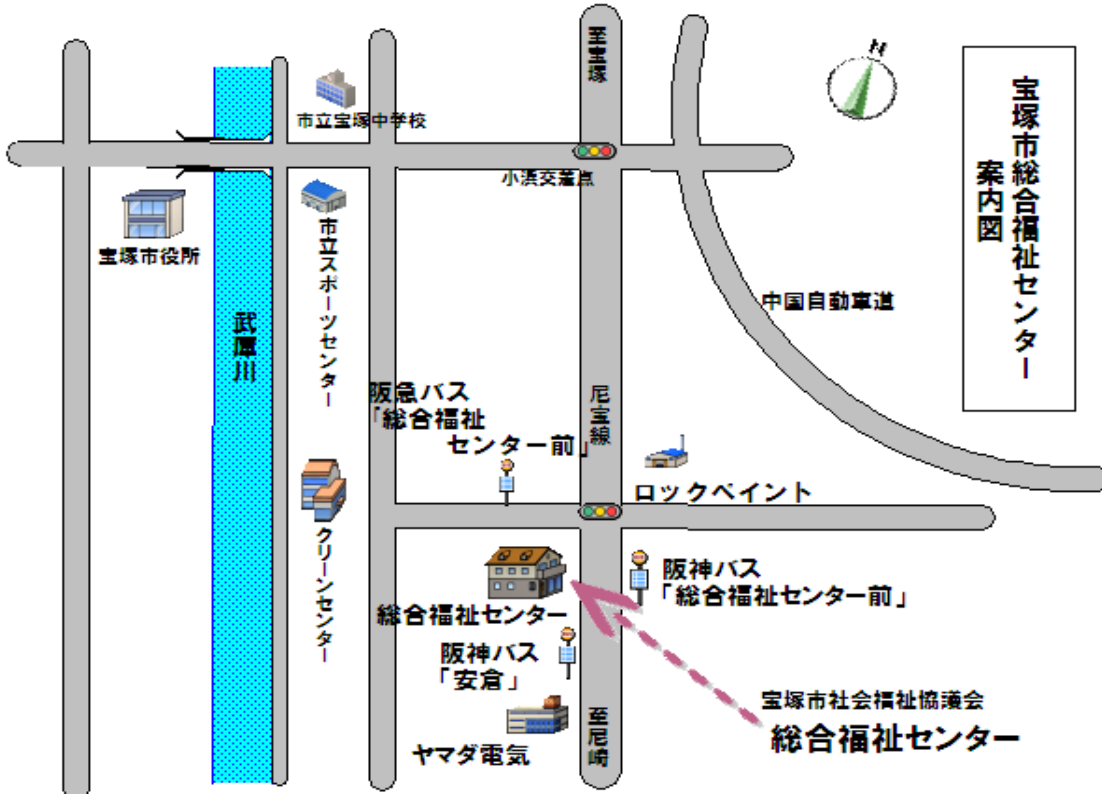 至宝塚
N
宝塚市総合福祉センター
案内図
市立宝塚中学校
小浜交差点
宝塚市役所
市立スポーツセンター
武庫川
中国自動車道
阪急バス
「総合福祉
センター前」
尼宝線
ロックペイント
クリーンセンター
総合福祉センター
阪神バス
「総合福祉センター前」
阪神バス
「安倉」
ヤマダ電気
至尼崎
宝塚市社会福祉協議会
総合福祉センター